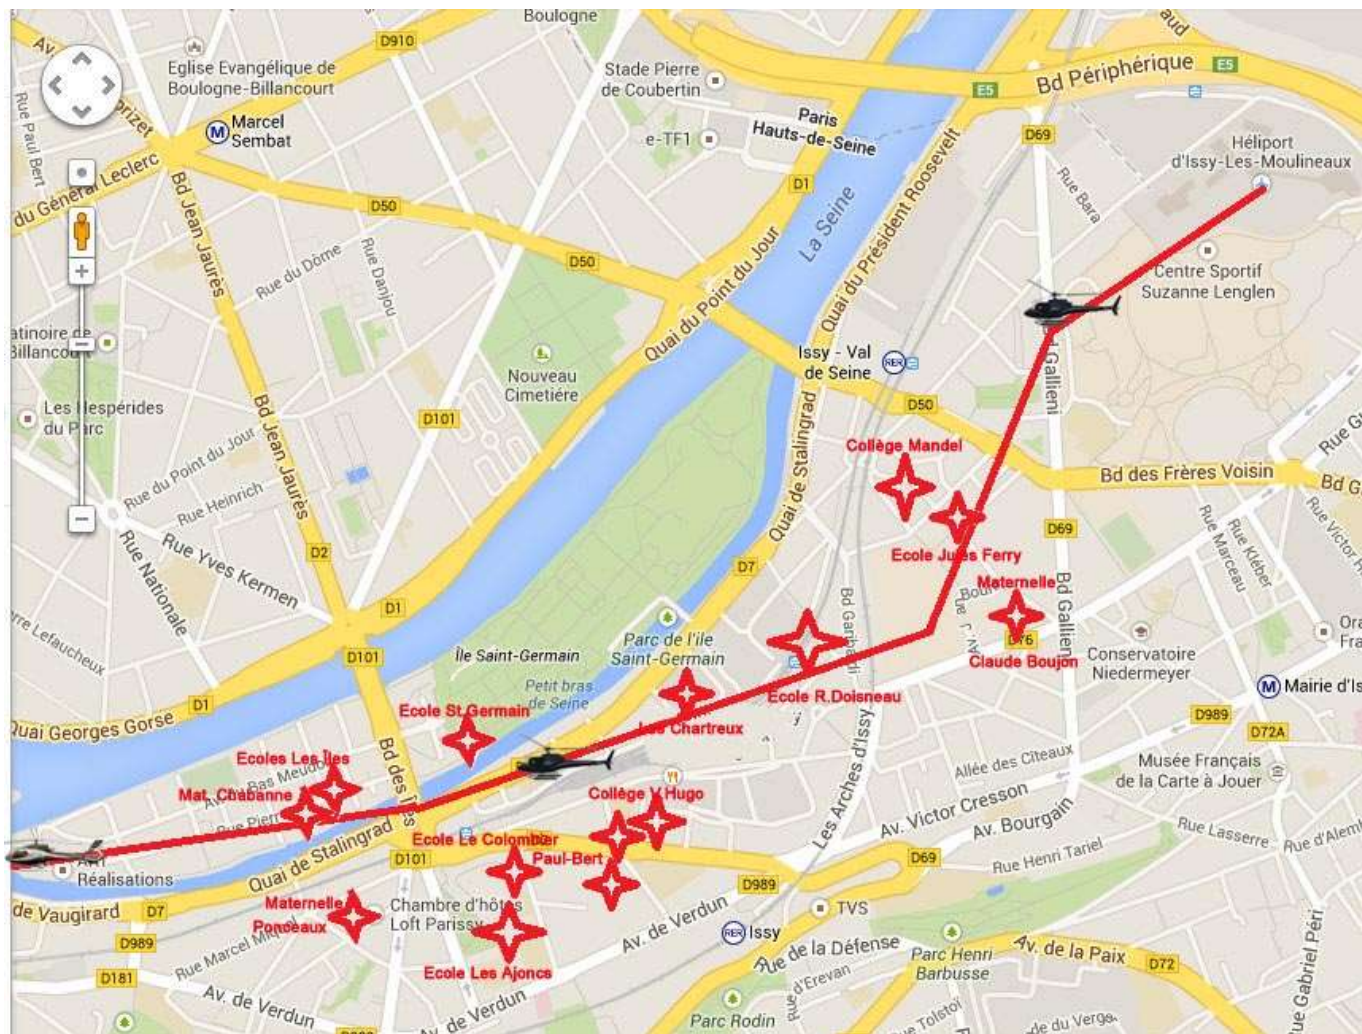 Boulogne
D910
Eglise Evangélique de
Boulogne-Billancourt
Stade Pierre
de Coubertin
Bd Périphérique
E5
E5
Rue Paul Bert
Marcel
Sembat
e-TF1
Paris
Hauts-de-Seine
D69
Héliport
d'Issy-Les-Moulineaux
du Général Leclerc
D50
D1
La Seine
Quai du Président Roosevelt
Rue Bara
Bd Jean Jaurès
Rue du Dôme
Rue Danjou
D50
Quai du Point du Jour
Centre Sportif
Suzanne Lenglen
Nouveau
Cimetière
Issy - Val
de Seine
RER
D50
Bd Gallieni
Les Hespérides
du Parc
D101
Bd Jean Jaurès
Rue du Point du Jour
Quai de Stalingrad
Collège Mandel
Bd des Frères Voisin
Rue Heinrich
Rue Yves Kermen
Rue Nationale
D2
D7
Ecole Jules Ferry
D69
Rue Marceau
Rue Kléber
Maternelle
D1
Bd Garibaldi
Bd Gallieni
D76
Claude Boujon
Conservatoire
Niedermeyer
Parc de l'île
Saint-Germain
D101
Île Saint-Germain
Petit bras
de Seine
Ecole R.Doisneau
Mairie d'Is
D1
Quai Georges Gorse
Ecole St Germain
Les Chartreux
D989
D72A
Ecoles Les Îles
Mat. Chabanne
Bd des Îles
Les Arches d'Issy
Allée des Cîteaux
Musée Français
de la Carte à Jouer
Collège V.Hugo
Av. Victor Cresson
Av. Bourgain
Rue Lasserre
Quai de Stalingrad
Ecole Le Colombier
Paul-Bert
D101
D69
Rue Henri Tariel
Réalisations
de Vaugirard
D7
D989
Maternelle
Ponceaux
Chambre d'hôtes
Loft Parissy
D989
Av. de Verdun
TVS
RER
Issy
Rue Marcel Miquel
Ecole Les Ajoncs
Rue de la Défense
Parc Henri
Barbusse
Av. de la Paix
D72
Rue Gabriel Péri
D181
Av. de Verdun
Av. de Verdun
Rue d'Erevan
Parc Rodin
Rue Tolstoï